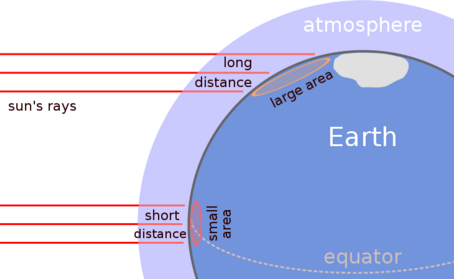 atmosphere
long
distance
large area
sun's rays
Earth
short
distance
small
area
equator